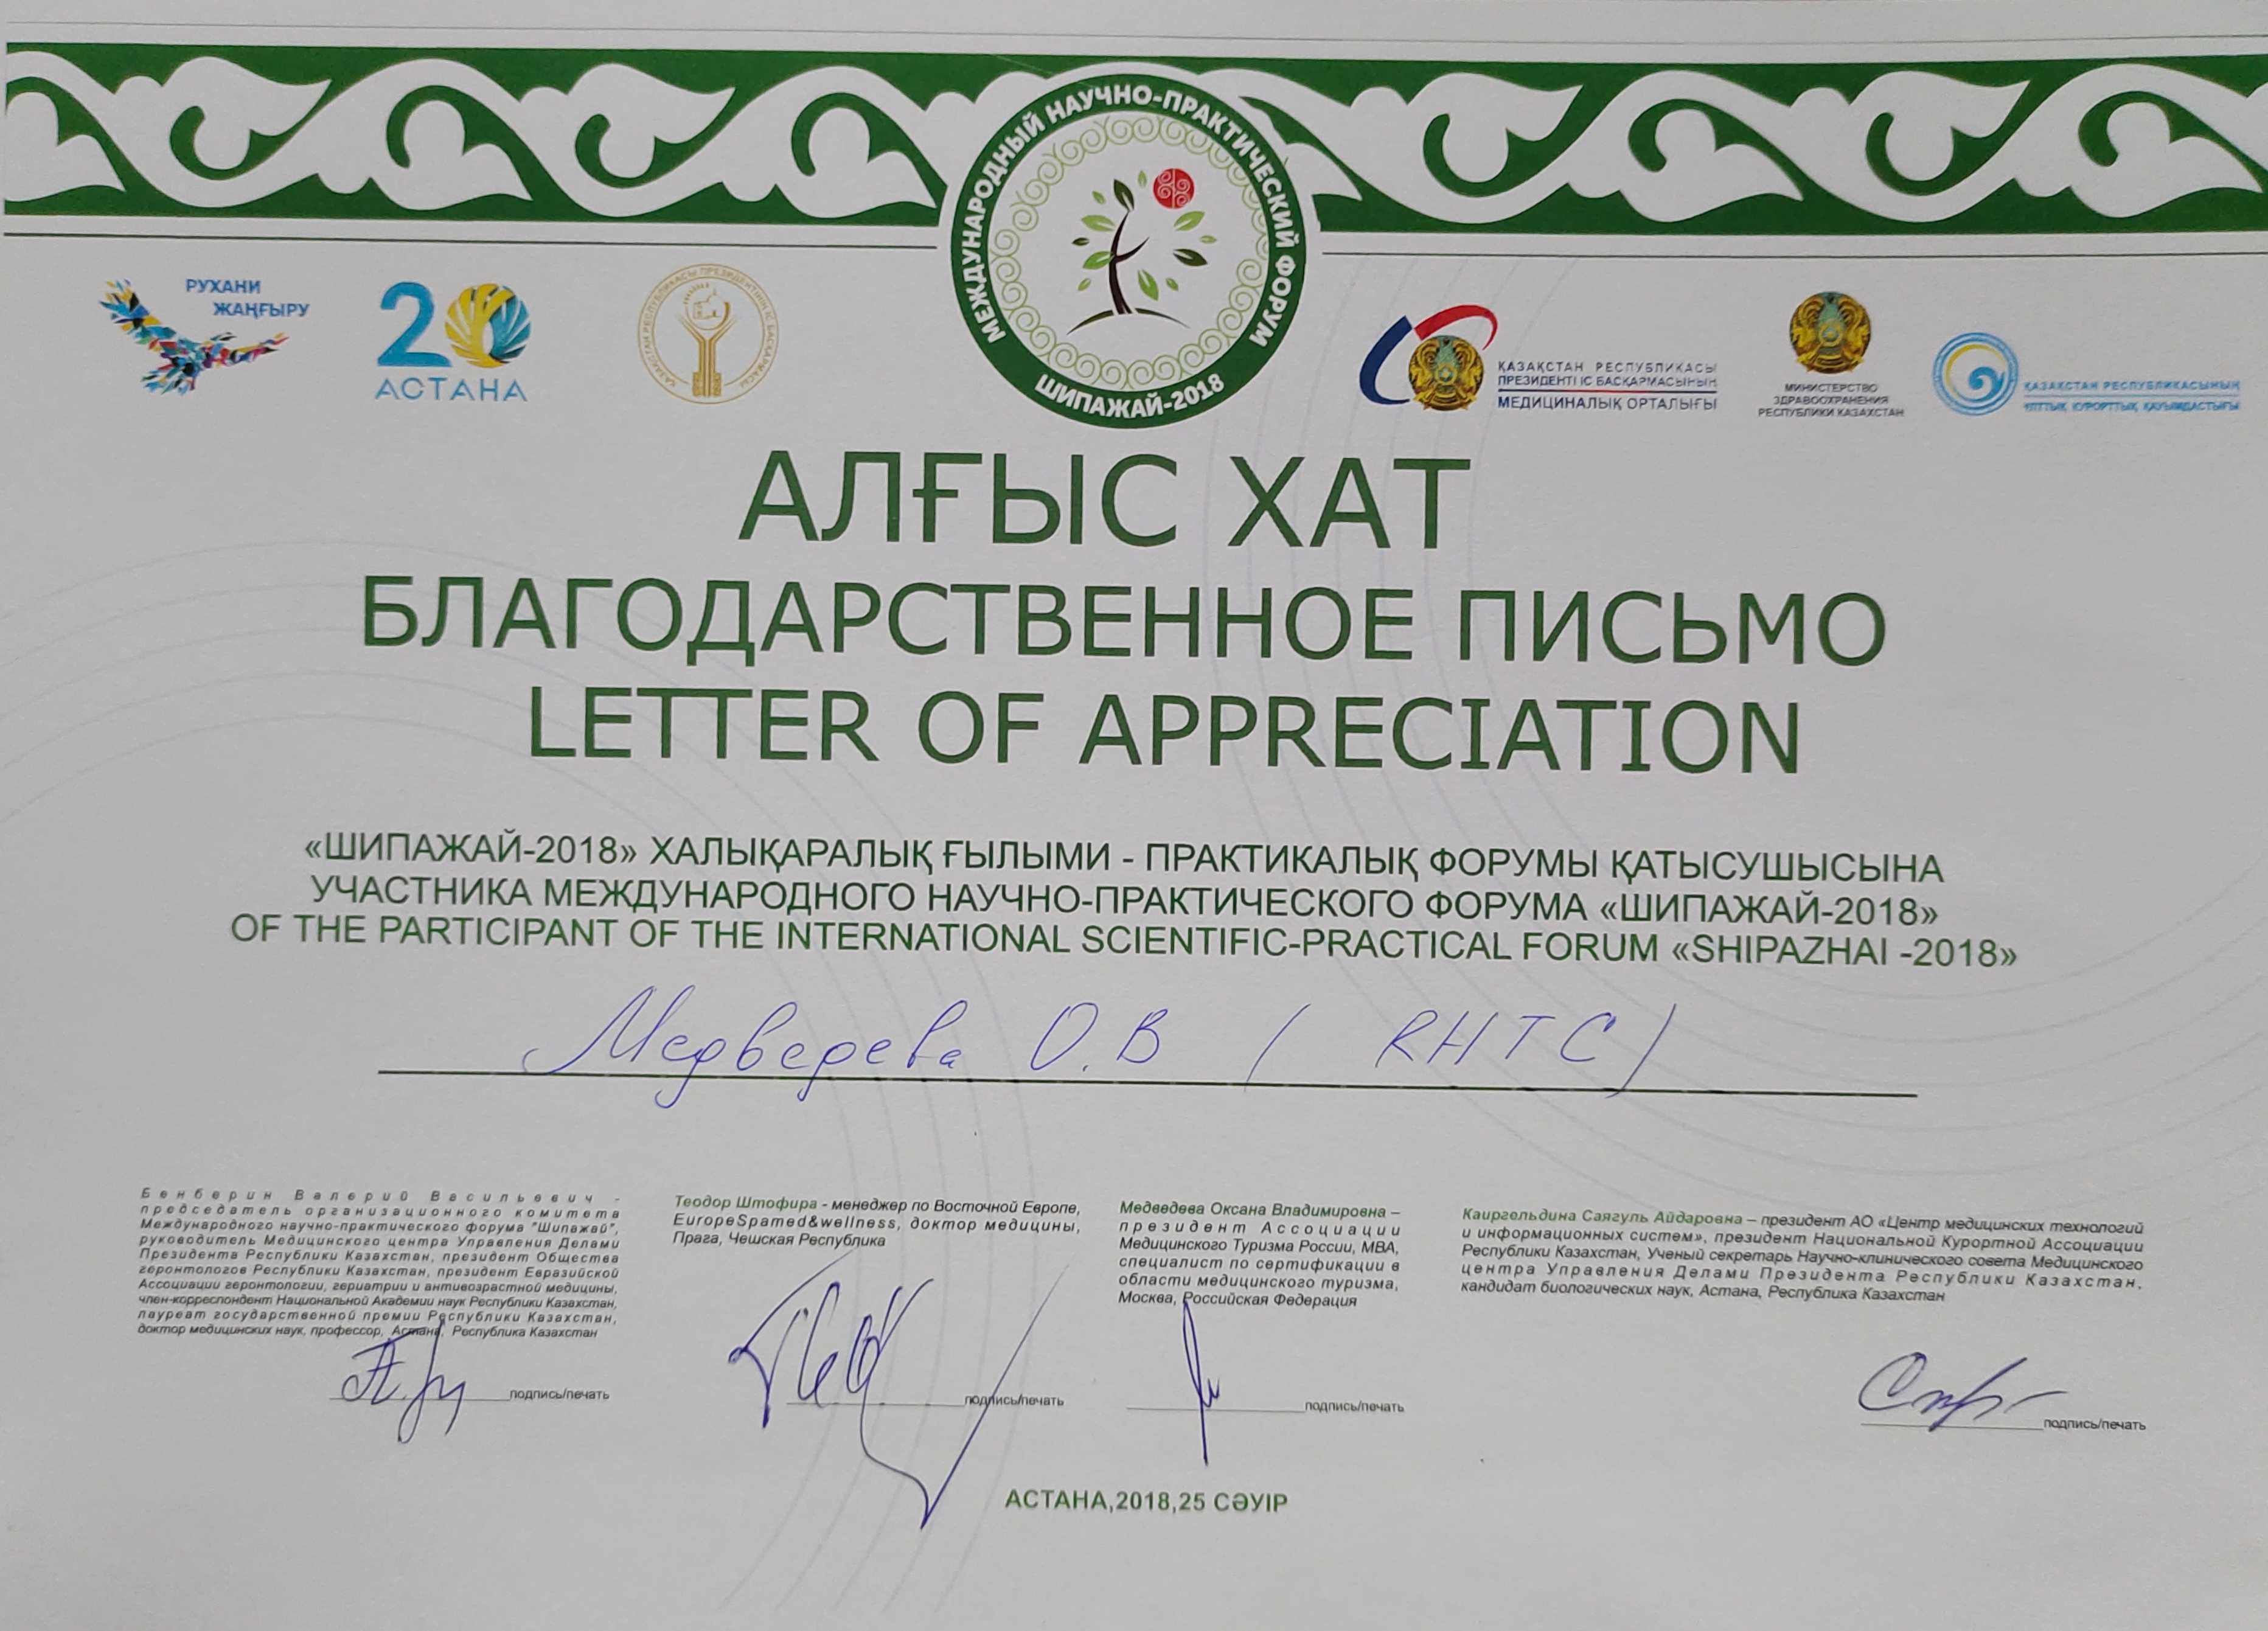 МЕЖДУНАРОДНЫЙ НАУЧНО-ПРАКТИЧЕСКИЙ ФОРУМ
ШИПАЖАЙ-2018
РУХАНИ
ЖАҢҒЫРУ
20
АСТАНА
ҚАЗАҚСТАН РЕСПУБЛИКАСЫ ПРЕЗИДЕНТІНІҢ ІС БАСҚАРМАСЫ
ҚАЗАҚСТАН РЕСПУБЛИКАСЫ
ПРЕЗИДЕНТІ ІС БАСҚАРМАСЫНЫҢ
МЕДИЦИНАЛЫҚ ОРТАЛЫҒЫ
МИНИСТЕРСТВО
ЗДРАВООХРАНЕНИЯ
РЕСПУБЛИКИ КАЗАХСТАН
ҚАЗАҚСТАН РЕСПУБЛИКАСЫНЫҢ
ҰЛТТЫҚ КУРОРТТЫҚ ҚАУЫМДАСТЫҒЫ
АЛҒЫС ХАТ
БЛАГОДАРСТВЕННОЕ ПИСЬМО
LETTER OF APPRECIATION
«ШИПАЖАЙ-2018» ХАЛЫҚАРАЛЫҚ ҒЫЛЫМИ - ПРАКТИКАЛЫҚ ФОРУМЫ ҚАТЫСУШЫСЫНА
УЧАСТНИКА МЕЖДУНАРОДНОГО НАУЧНО-ПРАКТИЧЕСКОГО ФОРУМА «ШИПАЖАЙ-2018»
OF THE PARTICIPANT OF THE INTERNATIONAL SCIENTIFIC-PRACTICAL FORUM «SHIPAZHAI -2018»
Медведева О.В ( RHTC )
Бенберин Валерий Васильевич -
председатель организационного комитета
Международного научно-практического форума "Шипажай",
руководитель Медицинского центра Управления Делами
Президента Республики Казахстан, президент Общества
геронтологов Республики Казахстан, президент Евразийской
Ассоциации геронтологии, гериатрии и антивозрастной медицины,
член-корреспондент Национальной Академии наук Республики Казахстан,
лауреат государственной премии Республики Казахстан,
доктор медицинских наук, профессор, Астана, Республика Казахстан
подпись/печать
Теодор Штофира - менеджер по Восточной Европе,
EuropeSpamed&wellness, доктор медицины,
Прага, Чешская Республика
подпись/печать
Медведева Оксана Владимировна –
президент Ассоциации
Медицинского Туризма России, МВА,
специалист по сертификации в
области медицинского туризма,
Москва, Российская Федерация
подпись/печать
Каиргельдина Саягуль Айдаровна – президент АО «Центр медицинских технологий
и информационных систем», президент Национальной Курортной Ассоциации
Республики Казахстан, Ученый секретарь Научно-клинического совета Медицинского
центра Управления Делами Президента Республики Казахстан,
кандидат биологических наук, Астана, Республика Казахстан
подпись/печать
АСТАНА,2018,25 СӘУІР